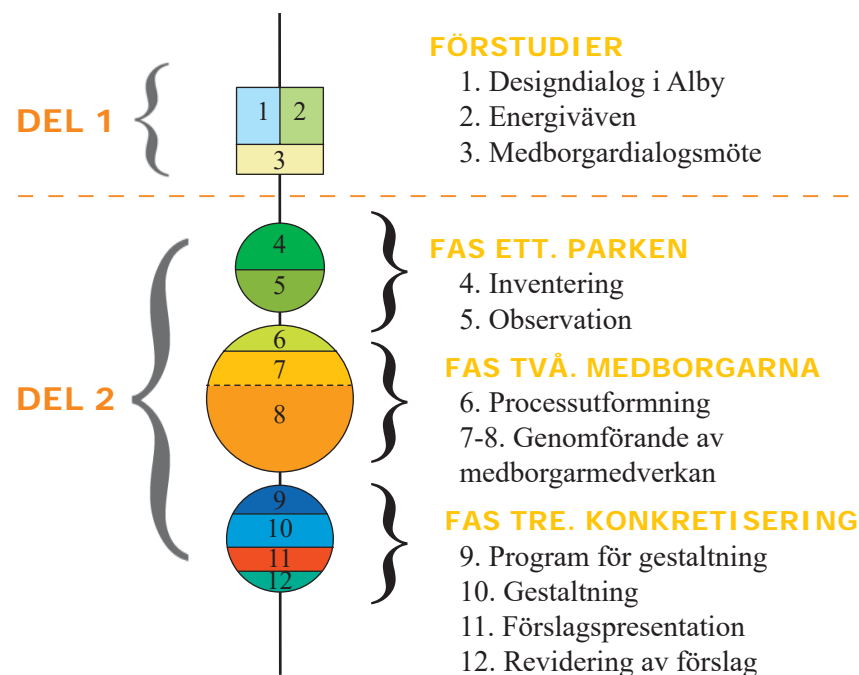 FÖRSTUDIER
1. Designdialog i Alby
2. Energiväven
3. Medborgardialogsmöte
DEL 1
1 2
3
FAS ETT. PARKEN
4. Inventering
5. Observation
4
5
FAS TVÅ. MEDBORGARNA
6. Processutformning
7-8. Genomförande av
medborgarmedverkan
DEL 2
6
7
8
FAS TRE. KONKRETISERING
9. Program för gestaltning
10. Gestaltning
11. Förslagspresentation
12. Revidering av förslag
9
10
11
12